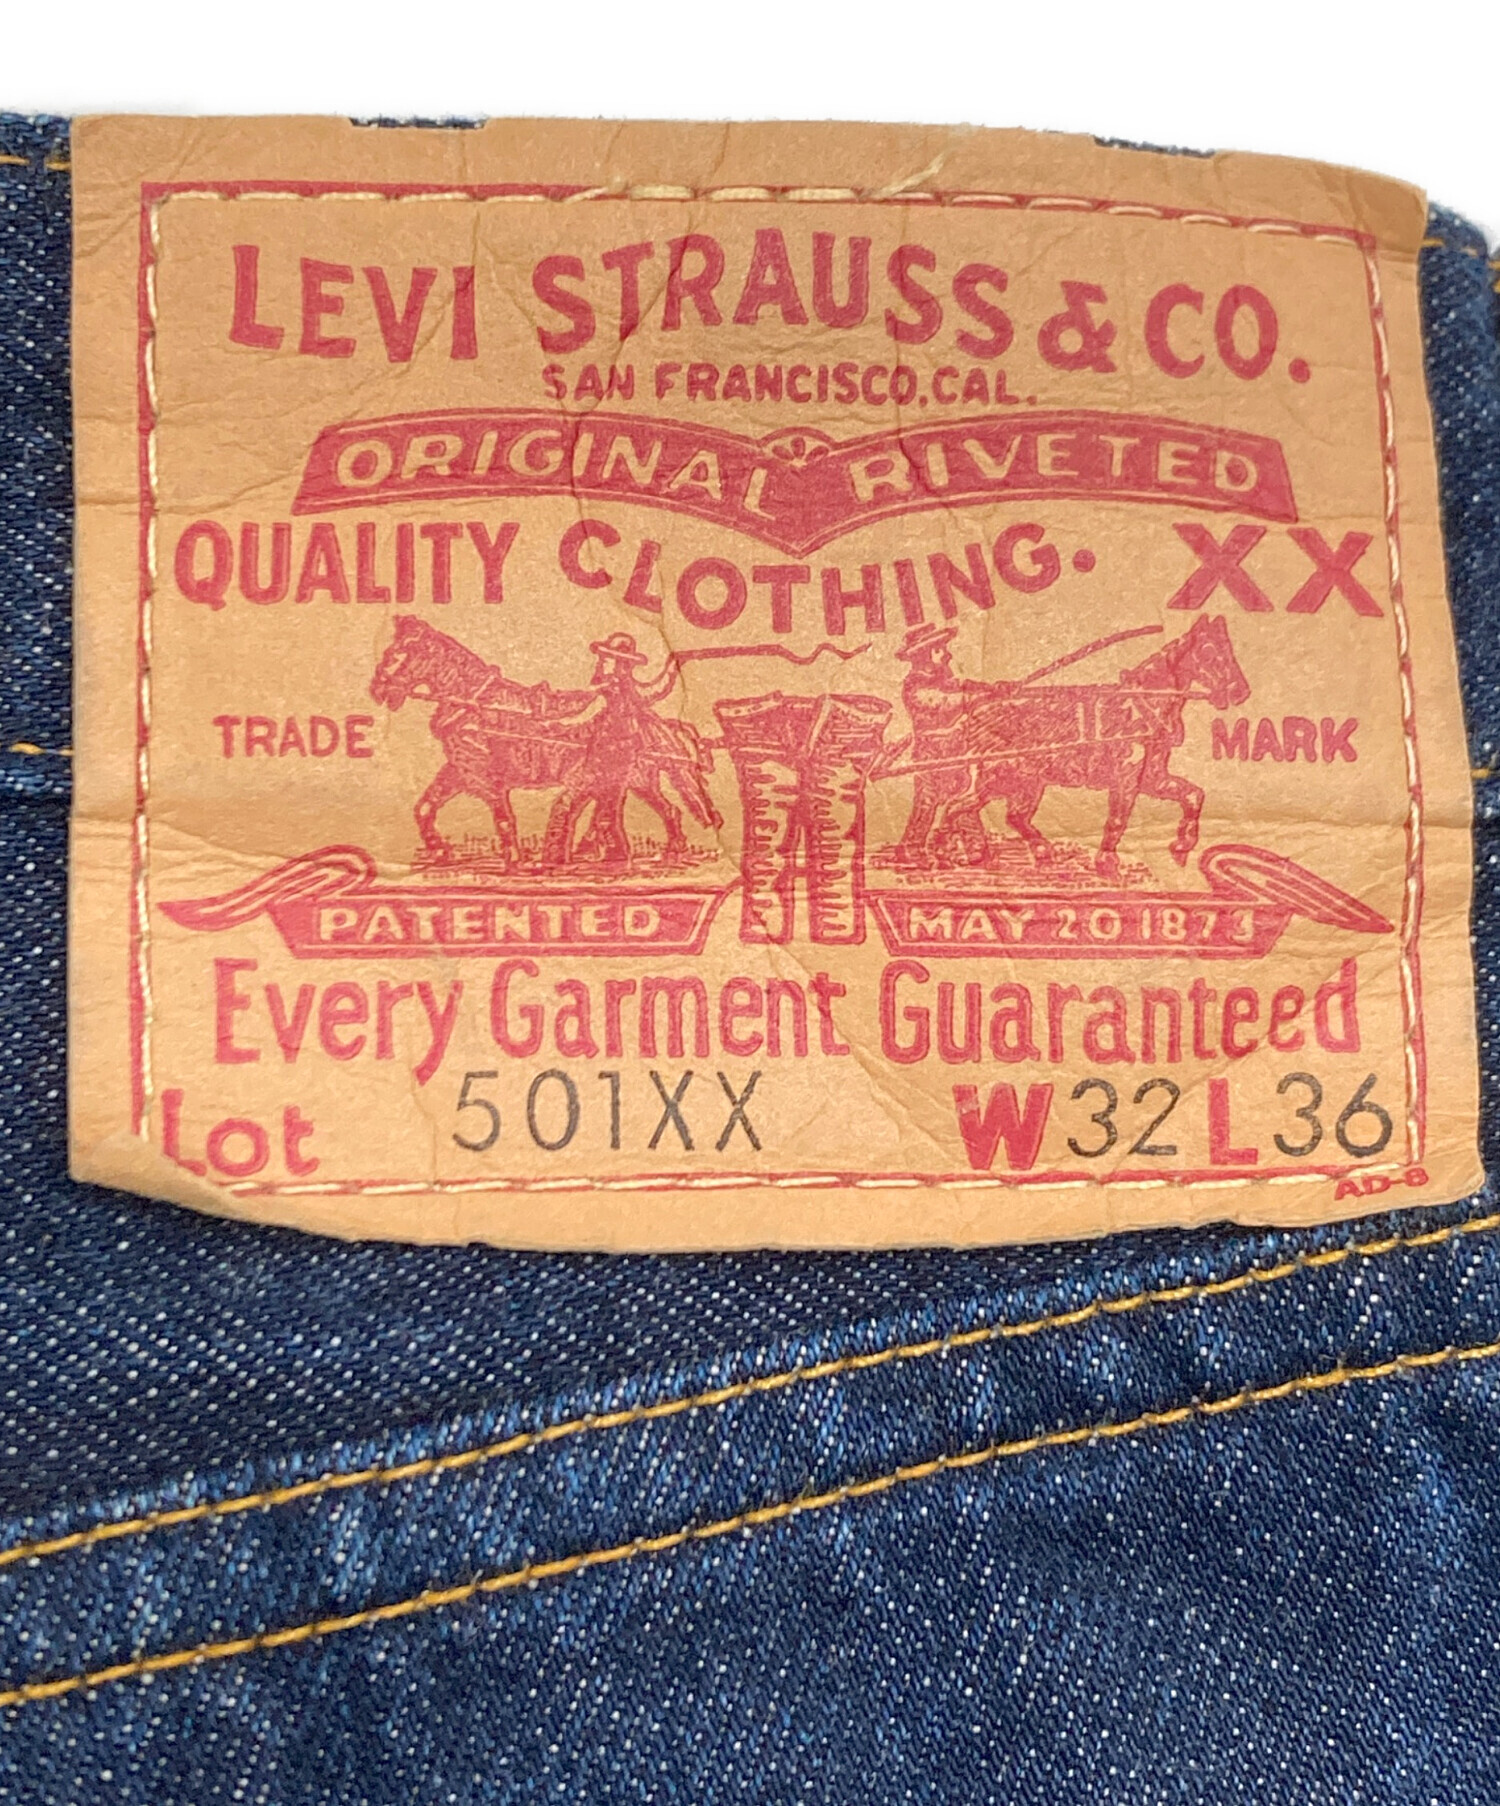 LEVI STRAUSS & CO.
SAN FRANCISCO, CAL.
ORIGINAL RIVETED
QUALITY CLOTHING. XX
TRADE MARK
PATENTED MAY 20 1873
Every Garment Guaranteed
Lot 501XX W32 L36
AD-8